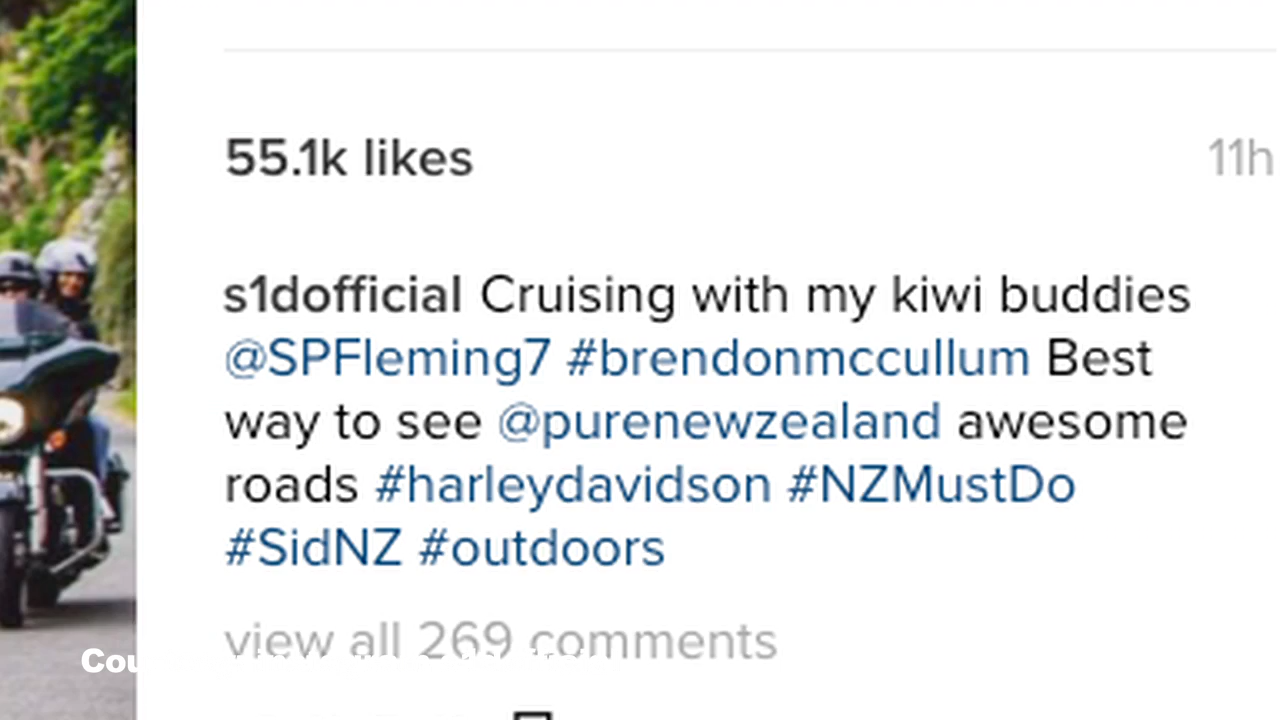 55.1k likes
11h
s1dofficial Cruising with my kiwi buddies
@SPFleming7 #brendonmccullum Best
way to see @purenewzealand awesome
roads #harleydavidson #NZMustDo
#SidNZ #outdoors
view all 269 comments